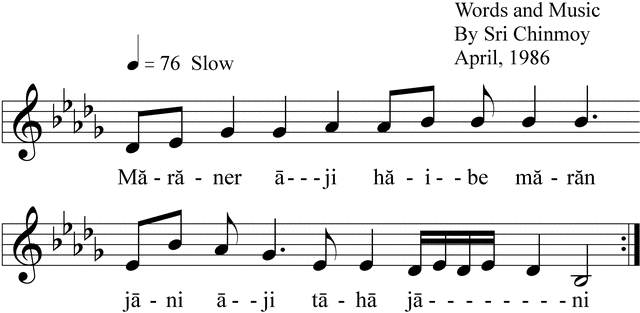 Words and Music
By Sri Chinmoy
April, 1986
= 76 Slow
Mă - ră - ner ā - - - ji hă - i - - be mă - răn
jā - ni ā - - ji tā - hā jā - - - - - - - - ni